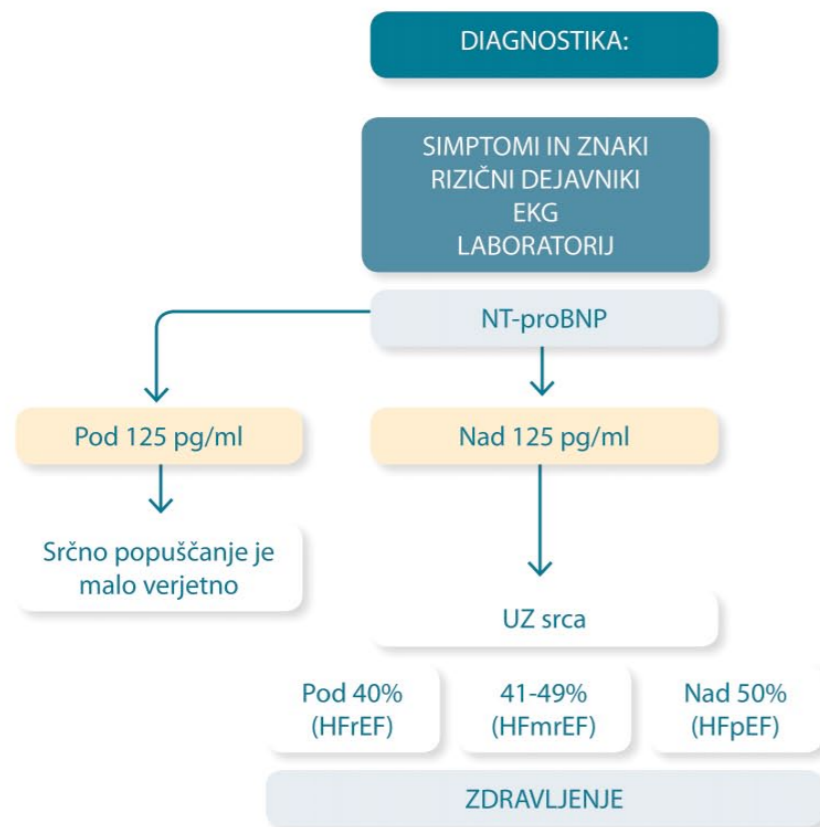 DIAGNOSTIKA:
SIMPTOMI IN ZNAKI
RIZIČNI DEJAVNIKI
EKG
LABORATORIJ
NT-proBNP
Pod 125 pg/ml
Nad 125 pg/ml
Srčno popuščanje je
malo verjetno
UZ srca
Pod 40%
(HFrEF)
41-49%
(HFmrEF)
Nad 50%
(HFpEF)
ZDRAVLJENJE